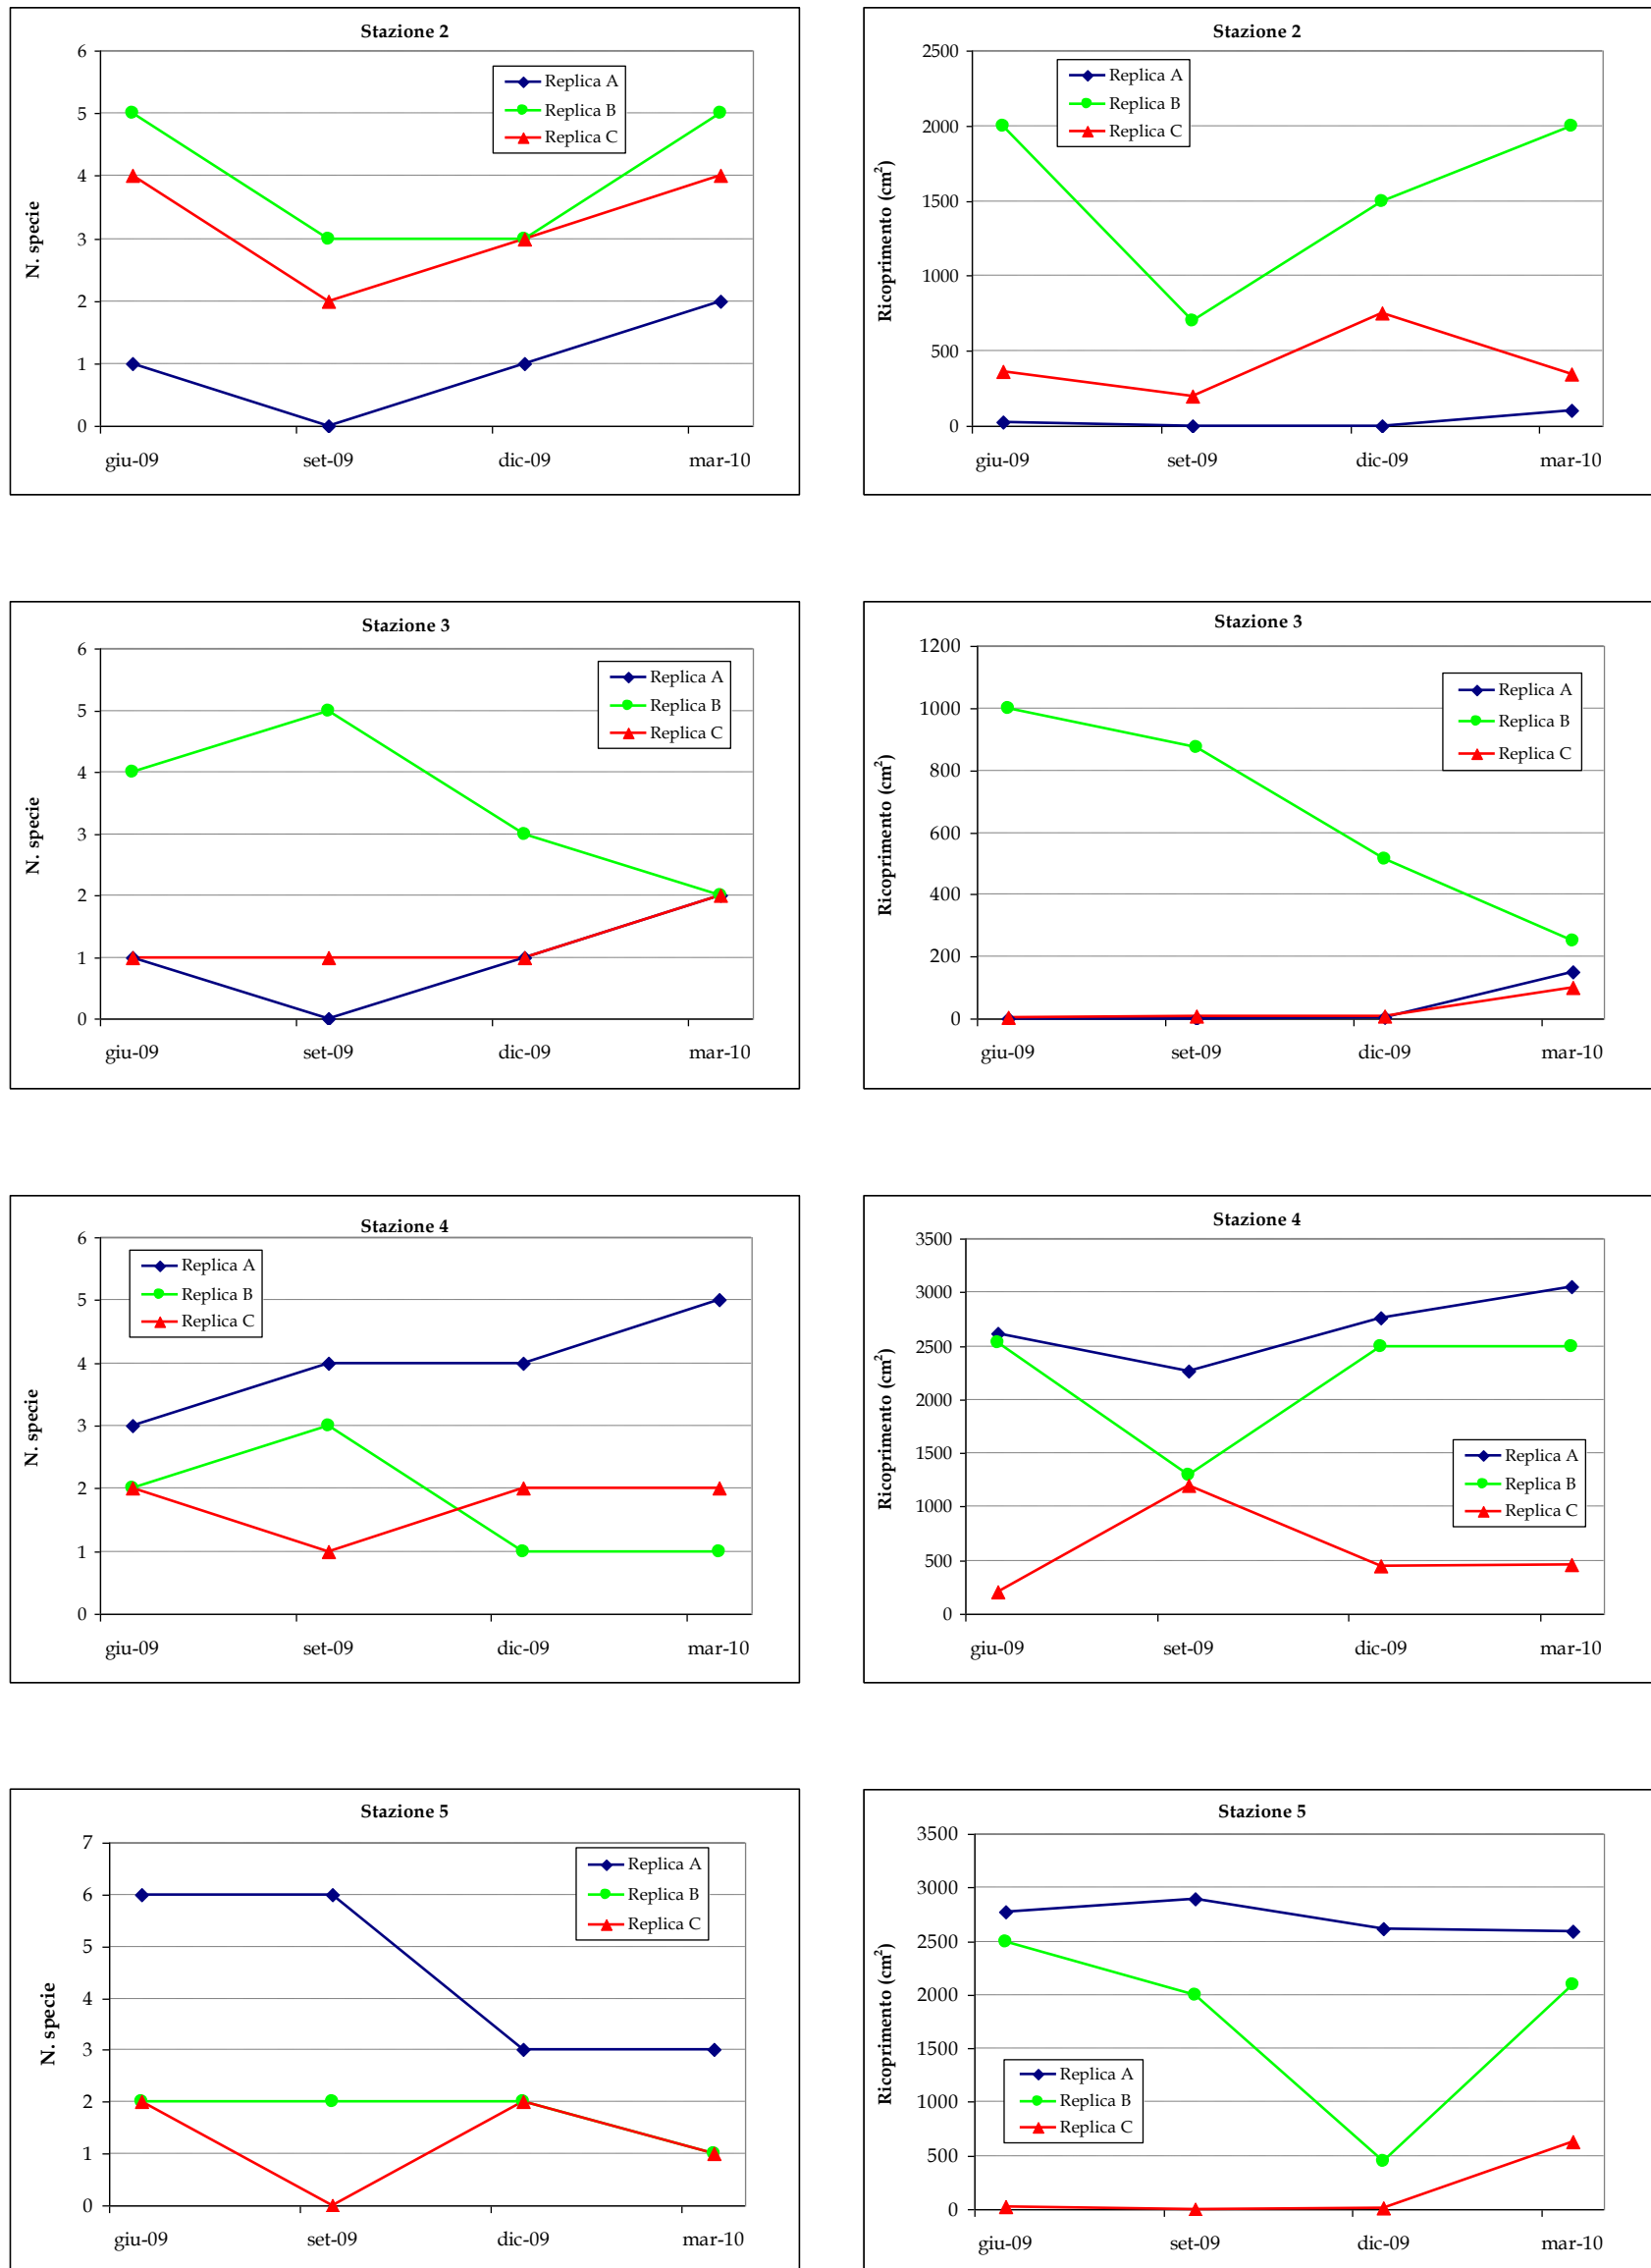 Stazione 2
6
5
4
3
2
1
0
N. specie
Replica A
Replica B
Replica C
giu-09 set-09 dic-09 mar-10
Stazione 2
2500
2000
1500
1000
500
0
Ricoprimento (cm²)
Replica A
Replica B
Replica C
giu-09 set-09 dic-09 mar-10
Stazione 3
6
5
4
3
2
1
0
N. specie
Replica A
Replica B
Replica C
giu-09 set-09 dic-09 mar-10
Stazione 3
1200
1000
800
600
400
200
0
Ricoprimento (cm²)
Replica A
Replica B
Replica C
giu-09 set-09 dic-09 mar-10
Stazione 4
6
5
4
3
2
1
0
N. specie
Replica A
Replica B
Replica C
giu-09 set-09 dic-09 mar-10
Stazione 4
3500
3000
2500
2000
1500
1000
500
0
Ricoprimento (cm²)
Replica A
Replica B
Replica C
giu-09 set-09 dic-09 mar-10
Stazione 5
7
6
5
4
3
2
1
0
N. specie
Replica A
Replica B
Replica C
giu-09 set-09 dic-09 mar-10
Stazione 5
3500
3000
2500
2000
1500
1000
500
0
Ricoprimento (cm²)
Replica A
Replica B
Replica C
giu-09 set-09 dic-09 mar-10